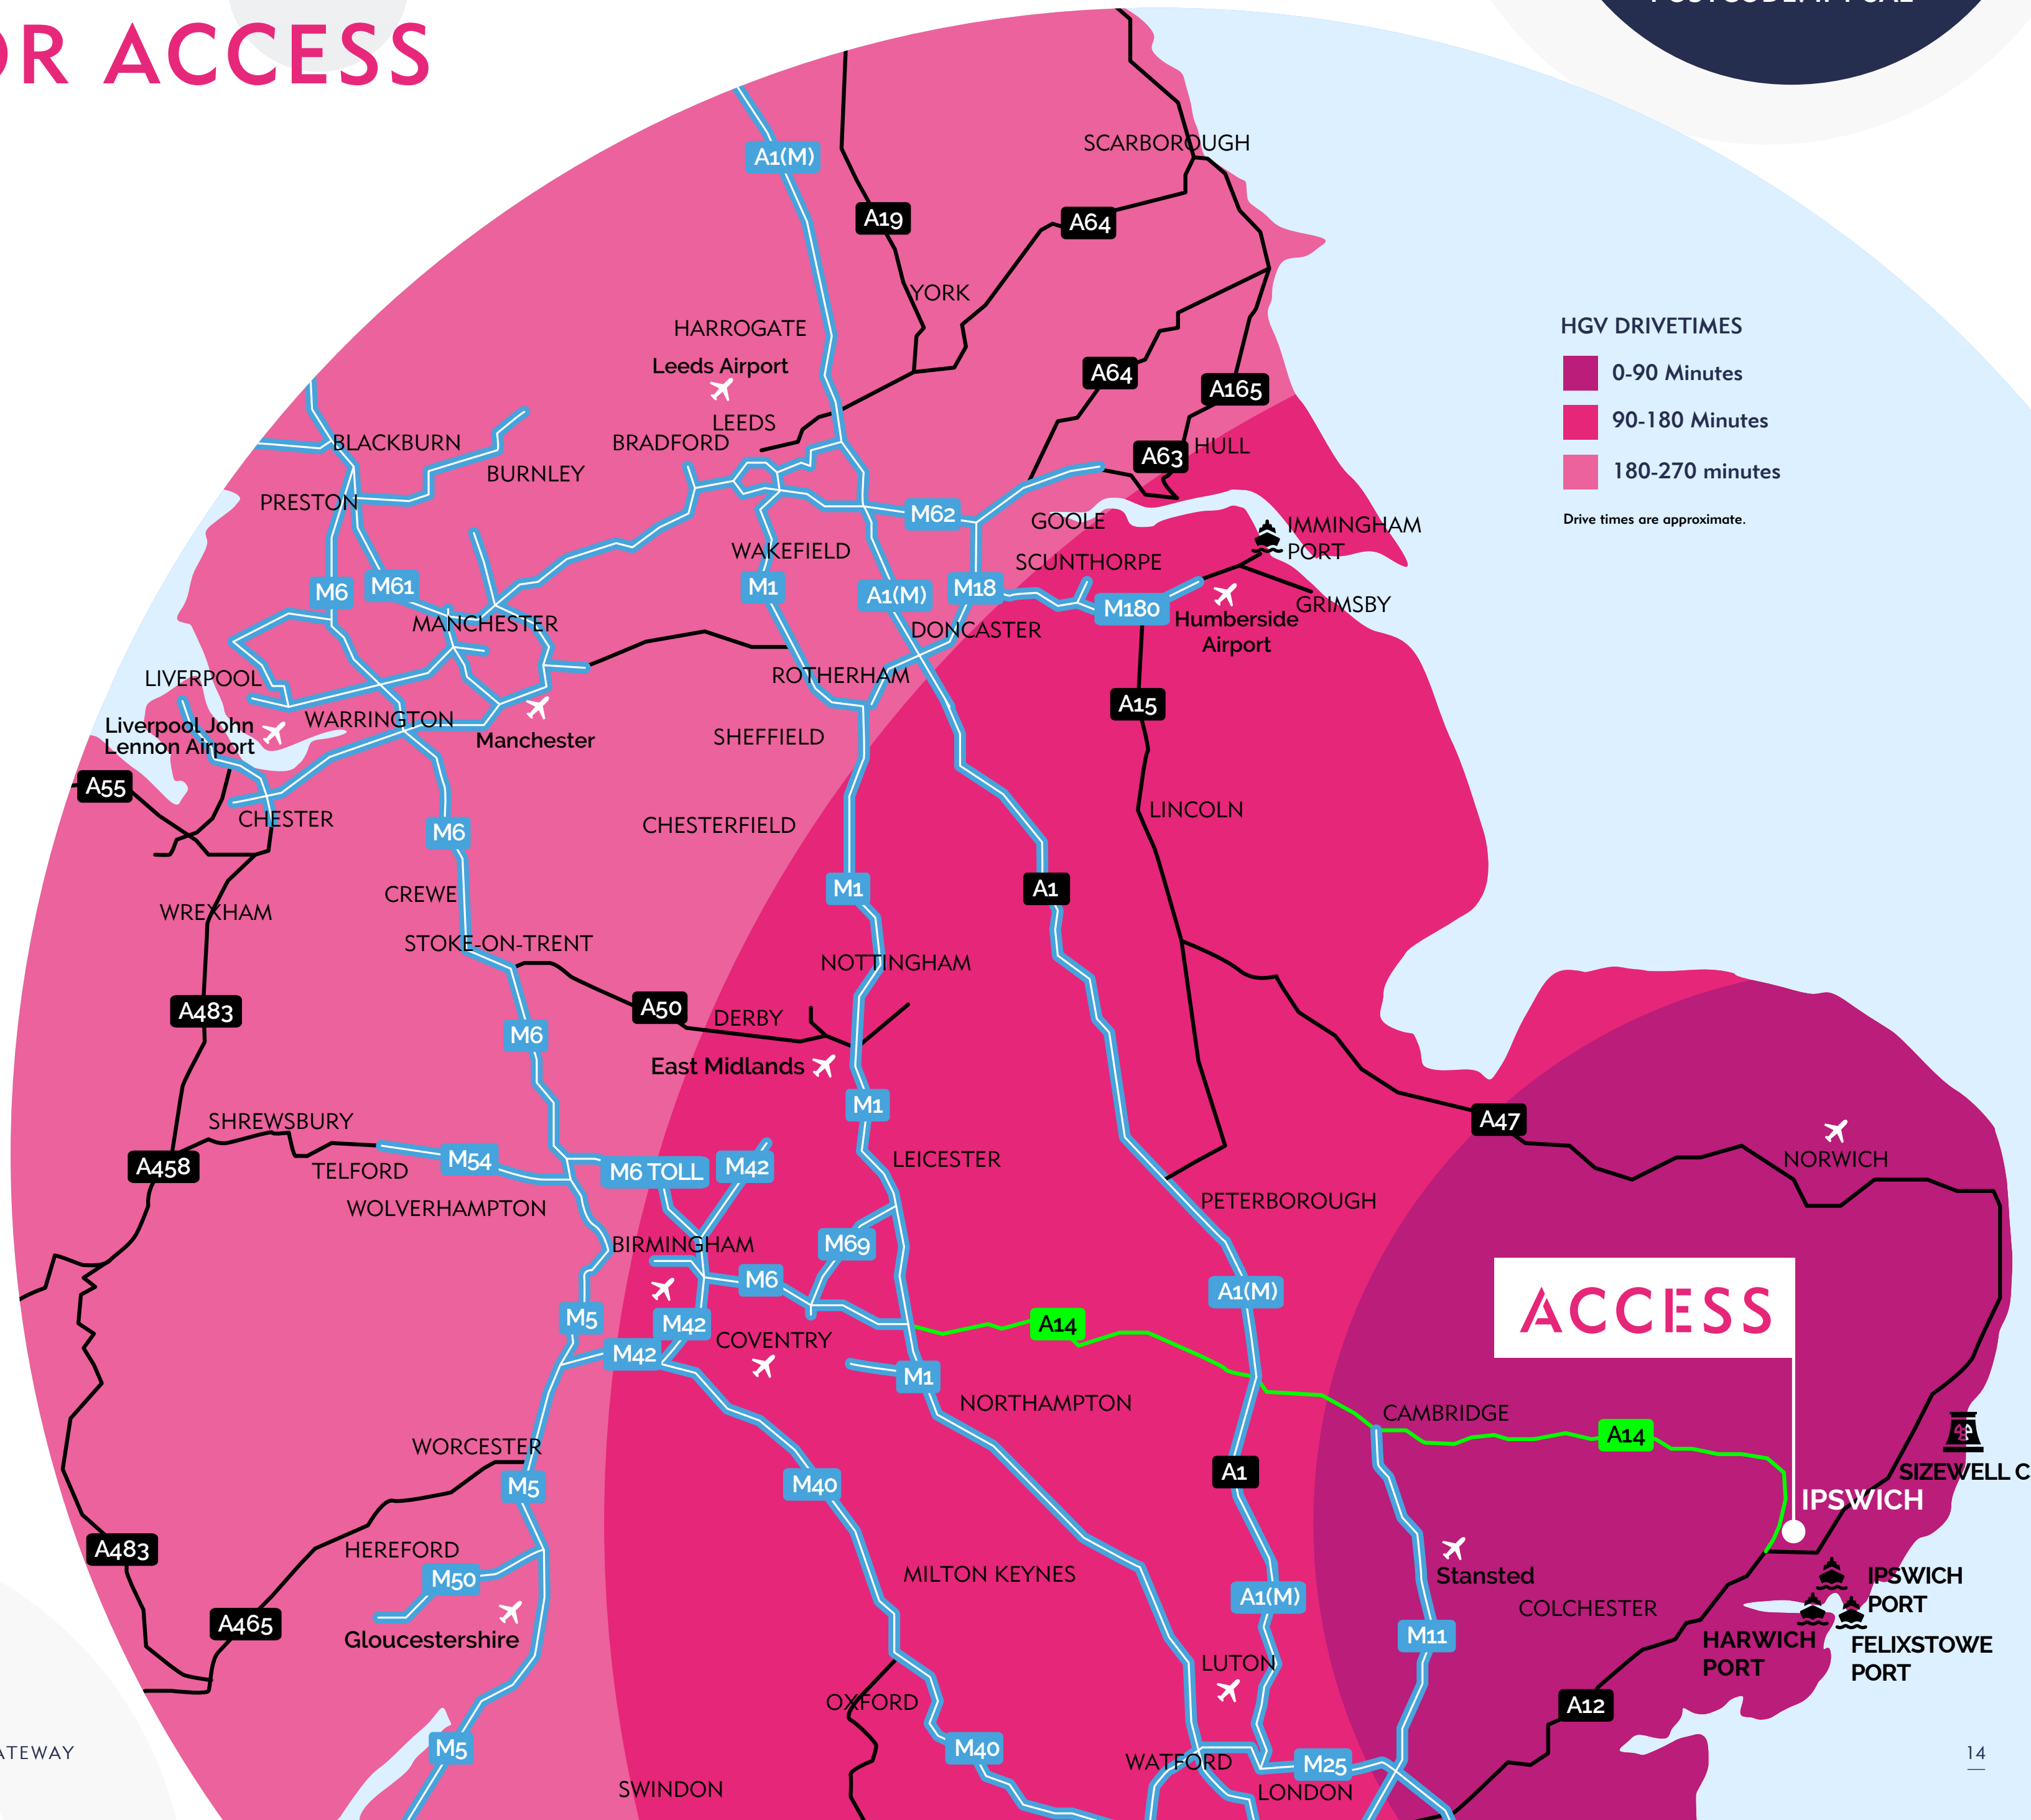 OR ACCESS
A1(M)
SCARBOROUGH
A19
A64
YORK
HARROGATE
HGV DRIVETIMES
Leeds Airport
0-90 Minutes
A64
A165
90-180 Minutes
LEEDS
BLACKBURN
BRADFORD
HULL
A63
BURNLEY
180-270 minutes
PRESTON
M62
GOOLE
IMMINGHAM
PORT
Drive times are approximate.
WAKEFIELD
SCUNTHORPE
M6
M61
M1
A1(M)
M18
M180
GRIMSBY
MANCHESTER
DONCASTER
Humberside
Airport
LIVERPOOL
ROTHERHAM
A15
WARRINGTON
Liverpool John
Lennon Airport
Manchester
SHEFFIELD
A55
CHESTER
CHESTERFIELD
LINCOLN
M6
CREWE
M1
A1
WREXHAM
STOKE-ON-TRENT
NOTTINGHAM
A483
A50
DERBY
M6
East Midlands
M1
A47
SHREWSBURY
A458
M54
TELFORD
M6 TOLL
M42
LEICESTER
NORWICH
WOLVERHAMPTON
PETERBOROUGH
BIRMINGHAM
M69
M6
A1(M)
ACCESS
M5
M42
A14
COVENTRY
M42
M1
NORTHAMPTON
CAMBRIDGE
A14
WORCESTER
A1
SIZEWELL C
M5
M40
IPSWICH
A483
HEREFORD
M50
MILTON KEYNES
A1(M)
Stansted
IPSWICH
PORT
COLCHESTER
A465
Gloucestershire
M11
HARWICH
PORT
FELIXSTOWE
PORT
LUTON
OXFORD
A12
M5
M40
WATFORD
M25
ATEWAY
14
SWINDON
LONDON